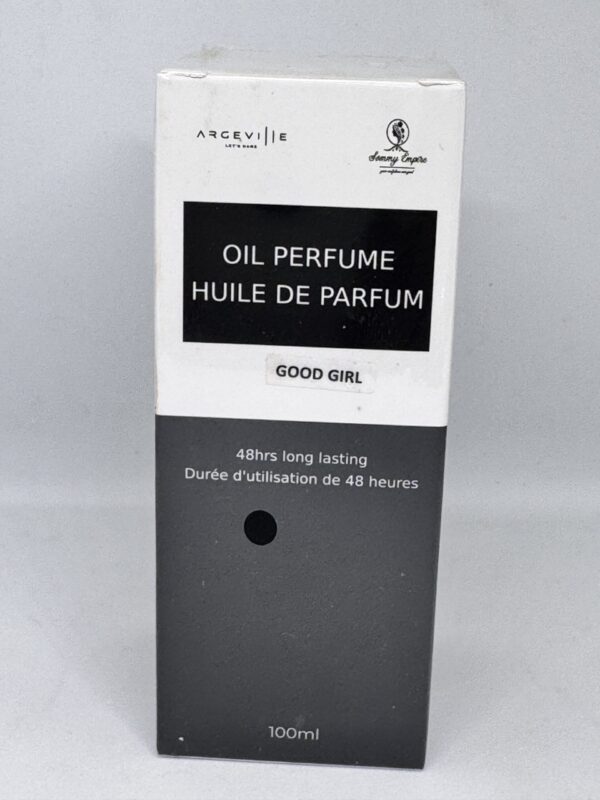 ARGEVILLE
LET'S DARE
Sommy Empire
OIL PERFUME
HUILE DE PARFUM
GOOD GIRL
48hrs long lasting
Durée d'utilisation de 48 heures
100ml